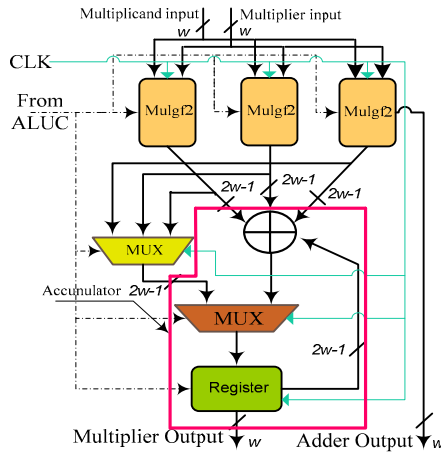 Multiplicand input
Multiplier input
w
w
CLK
From
ALUC
Mulgf2
Mulgf2
Mulgf2
2w-1
2w-1
2w-1
MUX
Accunulator
2w-1
MUX
2w-1
Register
Multiplier Output
w
Adder Output
w